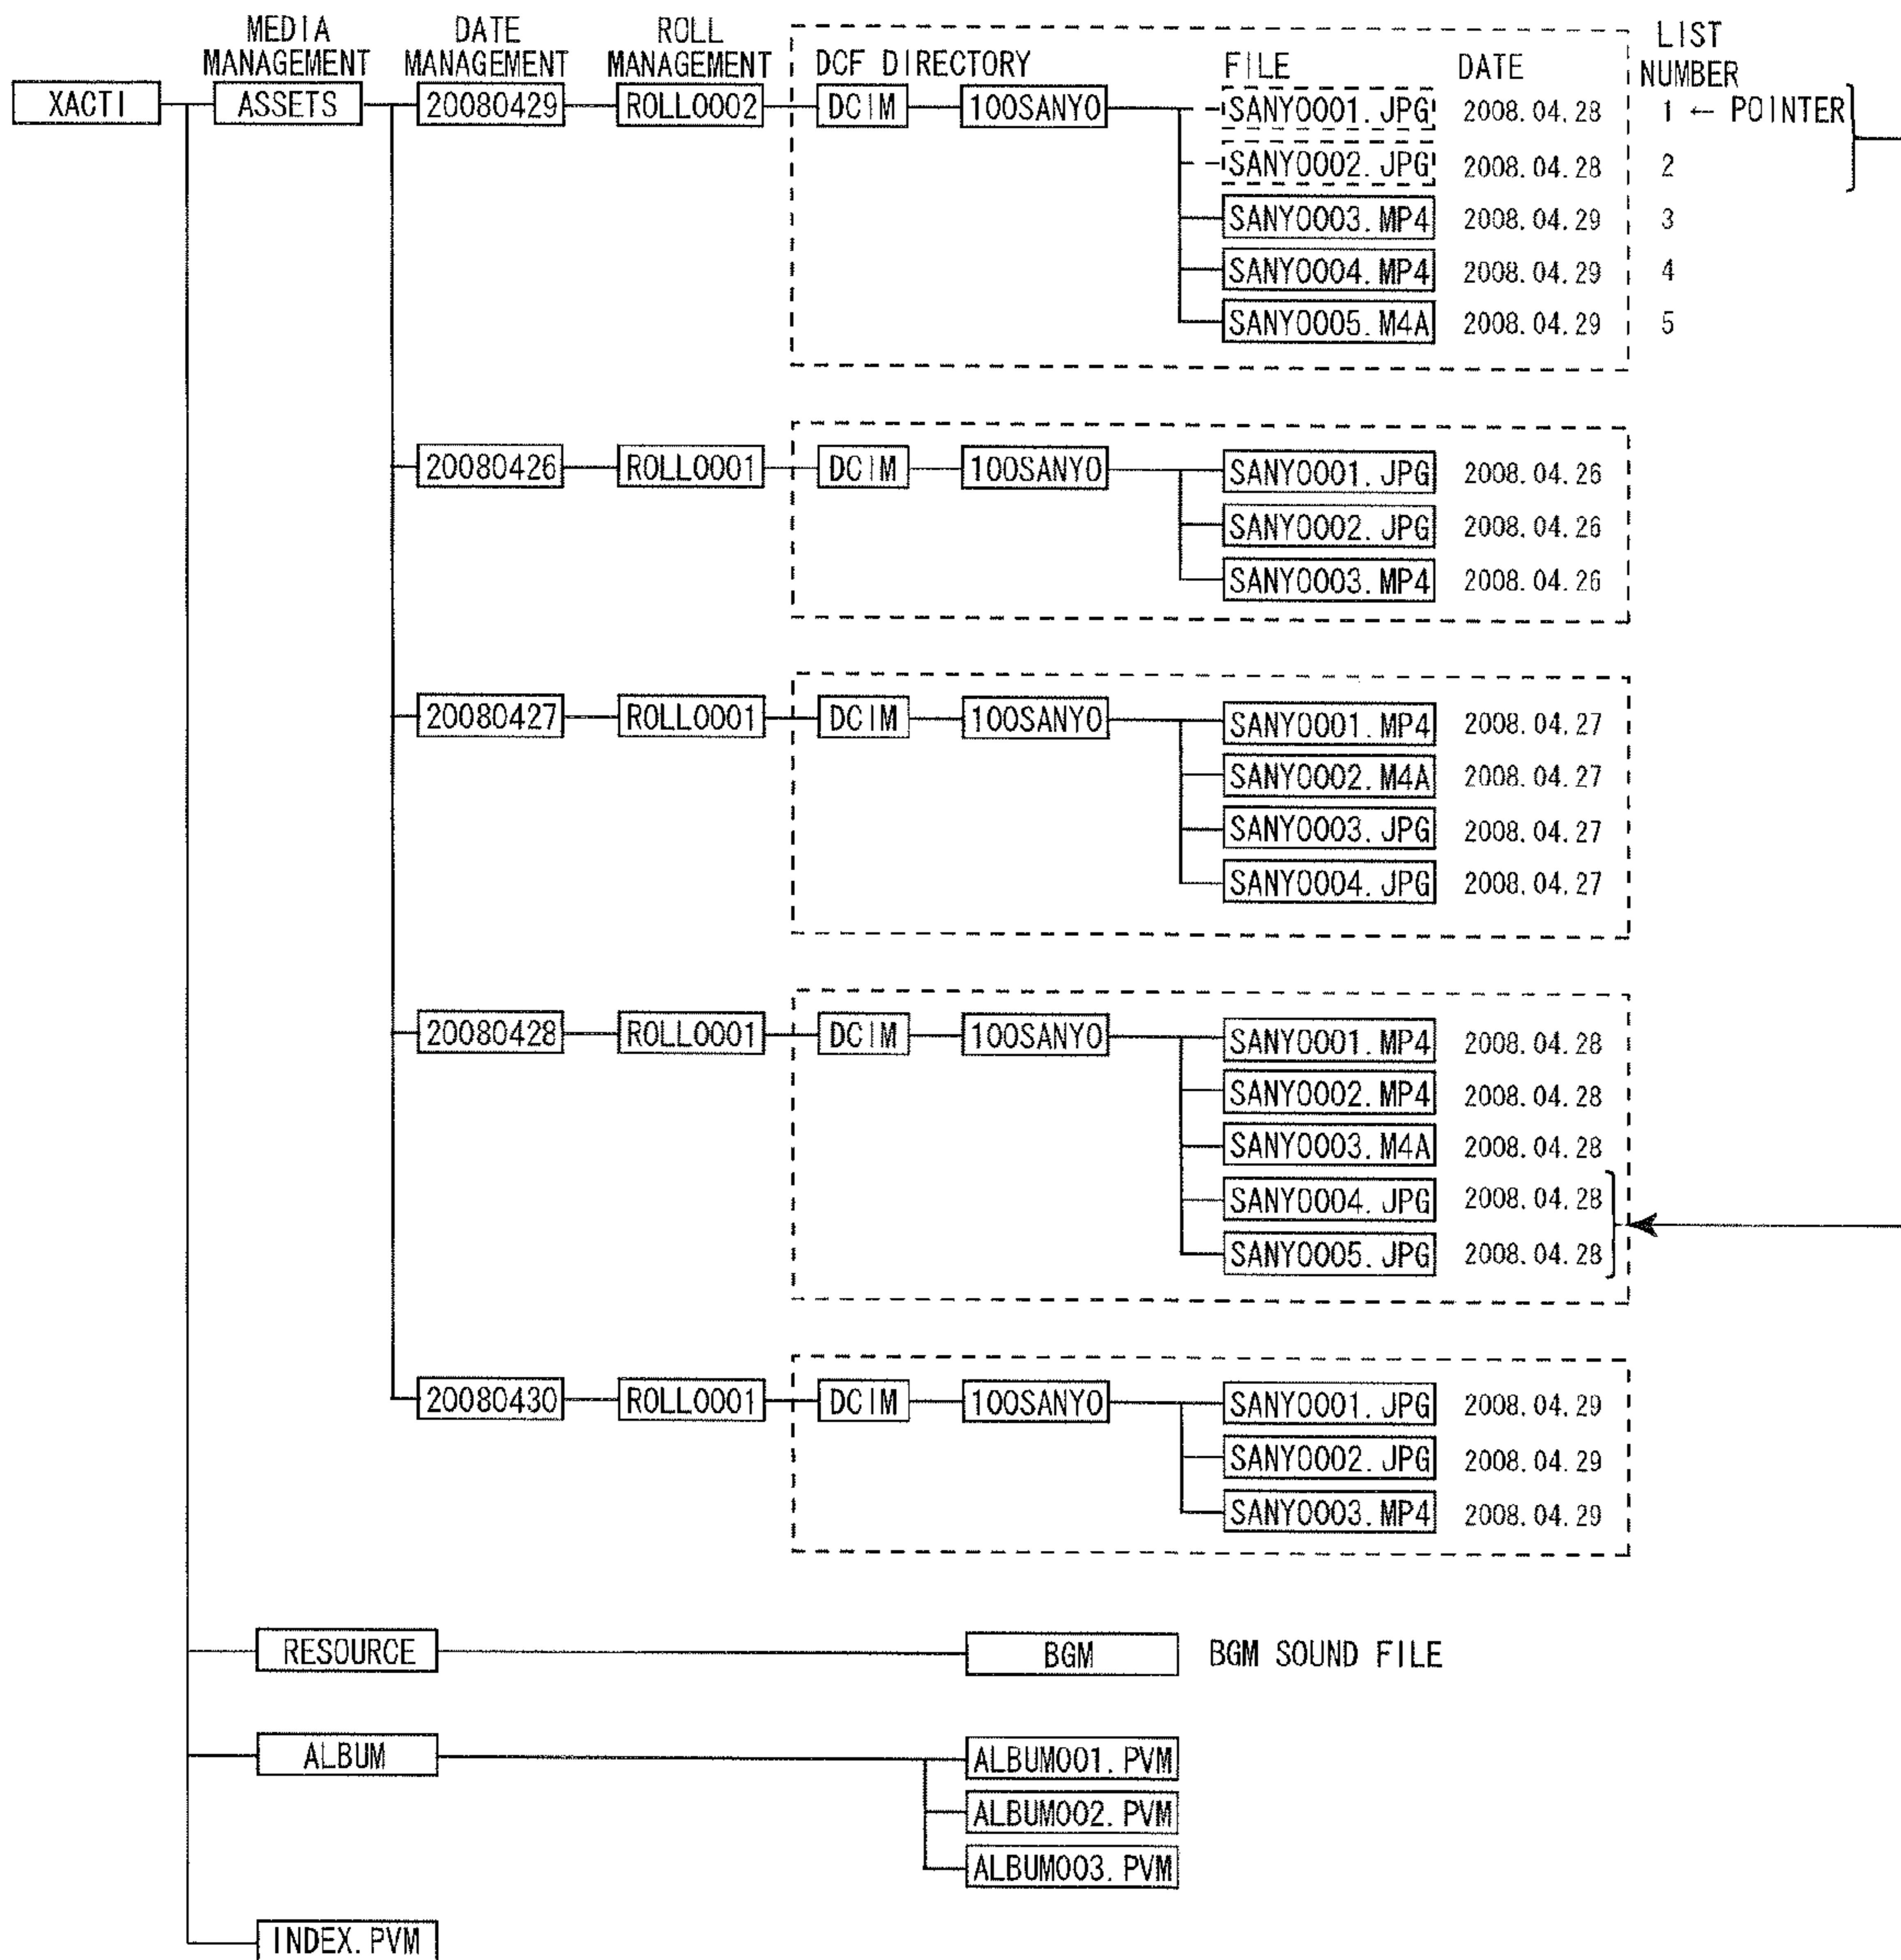 MEDIA MANAGEMENT
DATE MANAGEMENT
ROLL MANAGEMENT
DCF DIRECTORY
FILE
DATE
LIST NUMBER
XACTI
ASSETS
20080429
ROLL0002
DCIM
100SANYO
SANY0001.JPG 2008.04.28 1 ← POINTER
SANY0002.JPG 2008.04.28 2
SANY0003.MP4 2008.04.29 3
SANY0004.MP4 2008.04.29 4
SANY0005.M4A 2008.04.29 5
20080426
ROLL0001
DCIM
100SANYO
SANY0001.JPG 2008.04.26
SANY0002.JPG 2008.04.26
SANY0003.MP4 2008.04.26
20080427
ROLL0001
DCIM
100SANYO
SANY0001.MP4 2008.04.27
SANY0002.M4A 2008.04.27
SANY0003.JPG 2008.04.27
SANY0004.JPG 2008.04.27
20080428
ROLL0001
DCIM
100SANYO
SANY0001.MP4 2008.04.28
SANY0002.MP4 2008.04.28
SANY0003.M4A 2008.04.28
SANY0004.JPG 2008.04.28
SANY0005.JPG 2008.04.28
20080430
ROLL0001
DCIM
100SANYO
SANY0001.JPG 2008.04.29
SANY0002.JPG 2008.04.29
SANY0003.MP4 2008.04.29
RESOURCE
BGM
BGM SOUND FILE
ALBUM
ALBUM001.PVM
ALBUM002.PVM
ALBUM003.PVM
INDEX.PVM